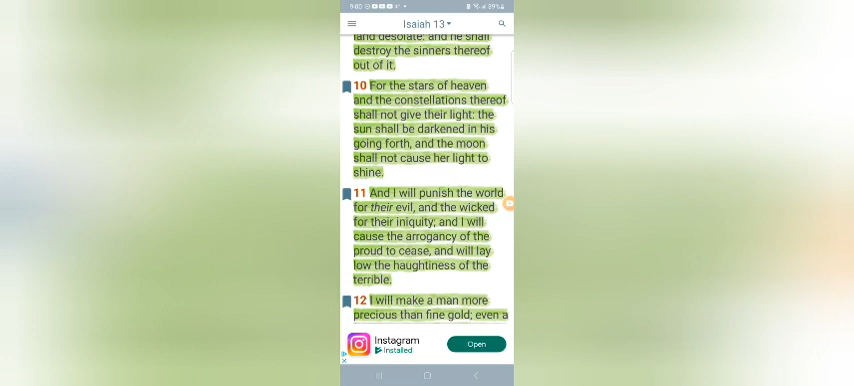 9:00
89%
Isaiah 13
land desolate: and he shall
destroy the sinners thereof
out of it.
10 For the stars of heaven
and the constellations thereof
shall not give their light: the
sun shall be darkened in his
going forth, and the moon
shall not cause her light to
shine.
11 And I will punish the world
for their evil, and the wicked
for their iniquity; and I will
cause the arrogancy of the
proud to cease, and will lay
low the haughtiness of the
terrible.
12 I will make a man more
precious than fine gold; even a
Instagram
Installed
Open